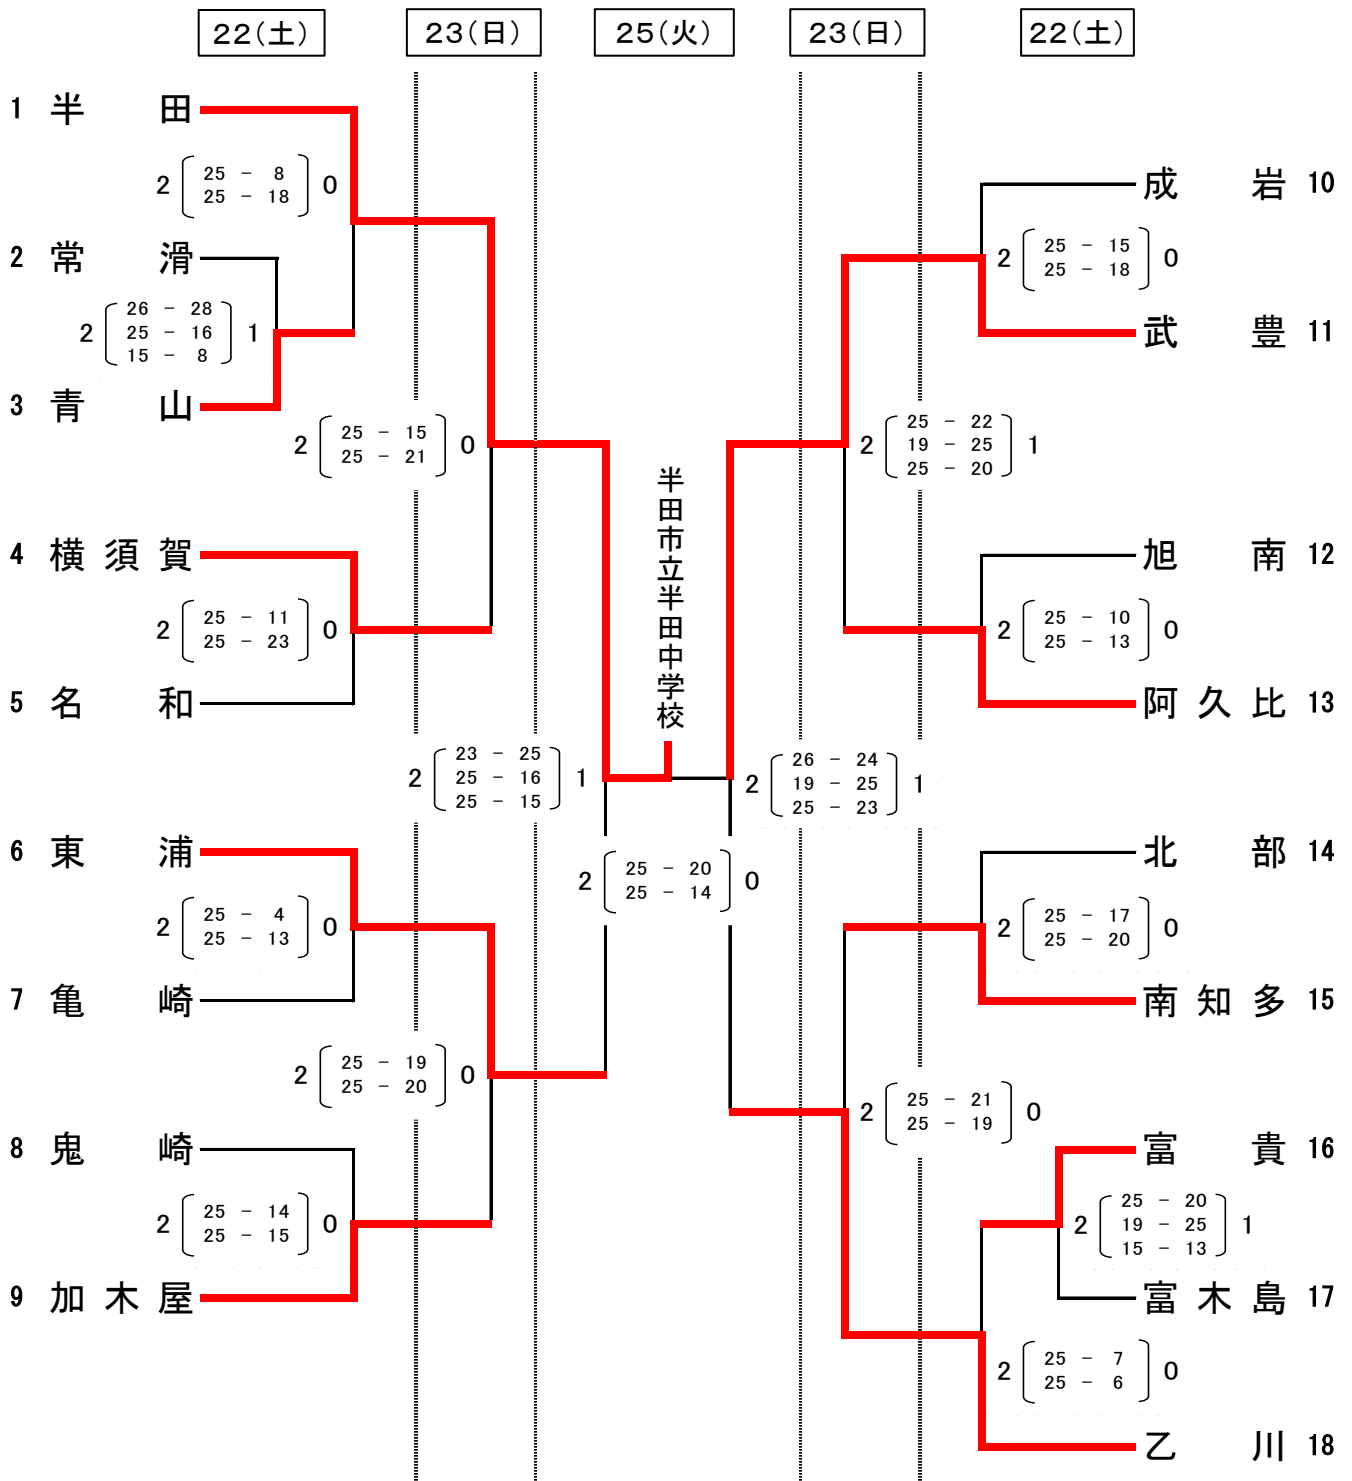 22(土) 23(日) 25(火) 23(日) 22(土)
1 半田
2 [ 25 - 8 ] 0
25 - 18
2 常滑
2 [ 26 - 28 ] 1
25 - 16
15 - 8
3 青山
2 [ 25 - 15 ] 0
25 - 21
4 横須賀
2 [ 25 - 11 ] 0
25 - 23
5 名和
2 [ 23 - 25 ] 1
25 - 16
25 - 15
6 東浦
2 [ 25 - 4 ] 0
25 - 13
7 亀崎
2 [ 25 - 19 ] 0
25 - 20
8 鬼崎
2 [ 25 - 14 ] 0
25 - 15
9 加木屋
半田市立半田中学校
2 [ 25 - 20 ] 0
25 - 14
成岩 10
2 [ 25 - 15 ] 0
25 - 18
武豊 11
2 [ 25 - 22 ] 1
19 - 25
25 - 20
旭南 12
2 [ 25 - 10 ] 0
25 - 13
阿久比 13
2 [ 26 - 24 ] 1
19 - 25
25 - 23
北部 14
2 [ 25 - 17 ] 0
25 - 20
南知多 15
2 [ 25 - 21 ] 0
25 - 19
富貴 16
2 [ 25 - 20 ] 1
19 - 25
15 - 13
富木島 17
2 [ 25 - 7 ] 0
25 - 6
乙川 18